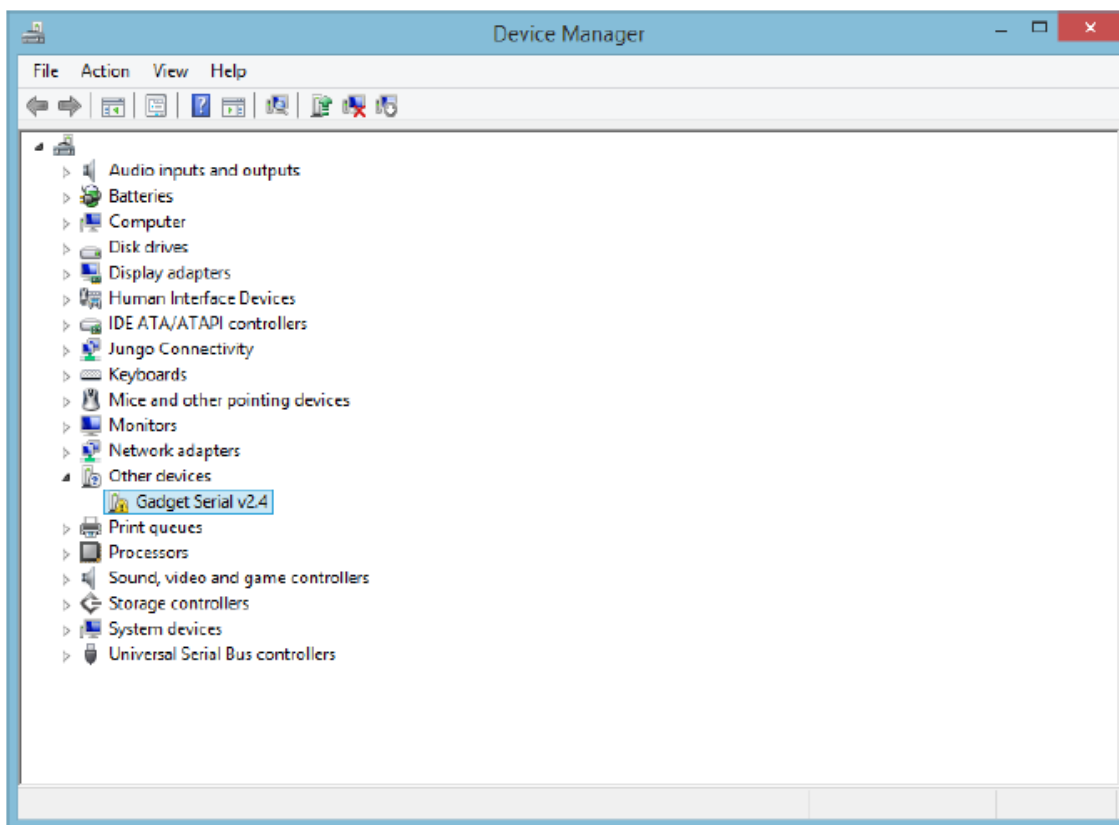 Device Manager
File Action View Help
Audio inputs and outputs
Batteries
Computer
Disk drives
Display adapters
Human Interface Devices
IDE ATA/ATAPI controllers
Jungo Connectivity
Keyboards
Mice and other pointing devices
Monitors
Network adapters
Other devices
Gadget Serial v2.4
Print queues
Processors
Sound, video and game controllers
Storage controllers
System devices
Universal Serial Bus controllers